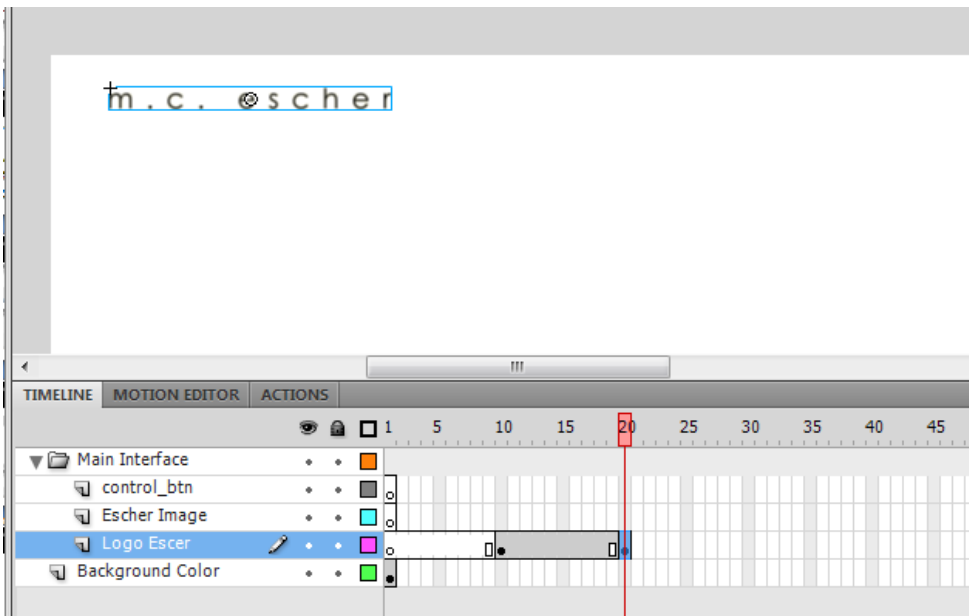 m.c. escher
TIMELINE MOTION EDITOR ACTIONS
1 5 10 15 20 25 30 35 40 45
Main Interface
control_btn
Escher Image
Logo Escer
Background Color